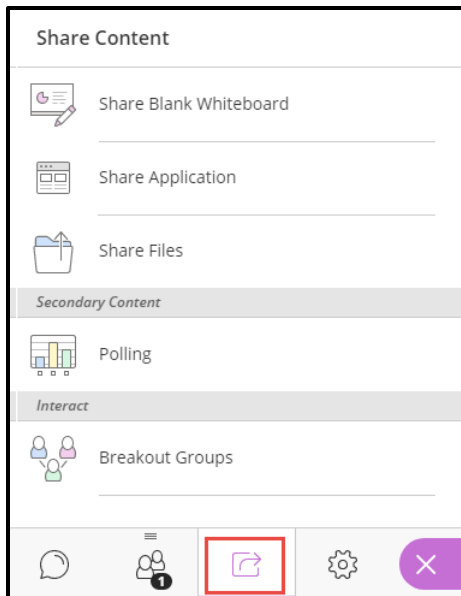 Share Content
Share Blank Whiteboard
Share Application
Share Files
Secondary Content
Polling
Interact
Breakout Groups
1